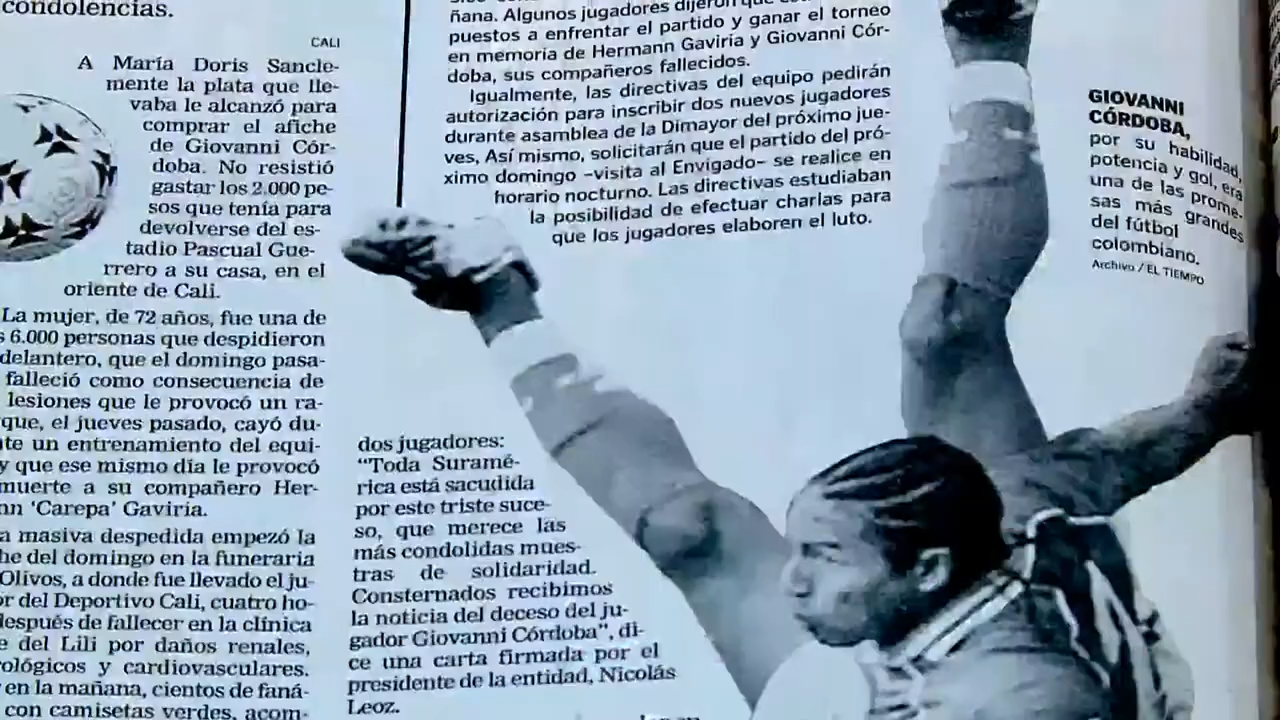 condolencias.
CALI
A María Doris Sancle-
mente la plata que lle-
vaba le alcanzó para
comprar el afiche
de Giovanni Cór-
doba. No resistió
gastar los 2.000 pe-
sos que tenía para
devolverse del es-
tadio Pascual Gue-
rrero a su casa, en el
oriente de Cali.
La mujer, de 72 años, fue una de
6.000 personas que despidieron
delantero, que el domingo pasa-
falleció como consecuencia de
lesiones que le provocó un ra-
que, el jueves pasado, cayó du-
te un entrenamiento del equi-
y que ese mismo día le provocó
muerte a su compañero Her-
nn 'Carepa' Gaviria.
a masiva despedida empezó la
he del domingo en la funeraria
Olivos, a donde fue llevado el ju-
or del Deportivo Cali, cuatro ho-
después de fallecer en la clínica
e del Lili por daños renales,
rológicos y cardiovasculares.
en la mañana, cientos de faná-
con camisetas verdes, acom-
ñana. Algunos jugadores dijeron que
puestos a enfrentar el partido y ganar el torneo
en memoria de Hermann Gaviria y Giovanni Cór-
doba, sus compañeros fallecidos.
Igualmente, las directivas del equipo pedirán
autorización para inscribir dos nuevos jugadores
durante asamblea de la Dimayor del próximo jue-
ves, Así mismo, solicitarán que el partido del pró-
ximo domingo –visita al Envigado– se realice en
horario nocturno. Las directivas estudiaban
la posibilidad de efectuar charlas para
que los jugadores elaboren el luto.
dos jugadores:
“Toda Suramé-
rica está sacudida
por este triste suce-
so, que merece las
más condolidas mues-
tras de solidaridad.
Consternados recibimos
la noticia del deceso del ju-
gador Giovanni Córdoba”, di-
ce una carta firmada por el
presidente de la entidad, Nicolás
Leoz.
GIOVANNI
CÓRDOBA,
por su habilidad,
potencia y gol, era
una de las prome-
sas más grandes
del fútbol
colombiano.
Archivo / EL TIEMPO